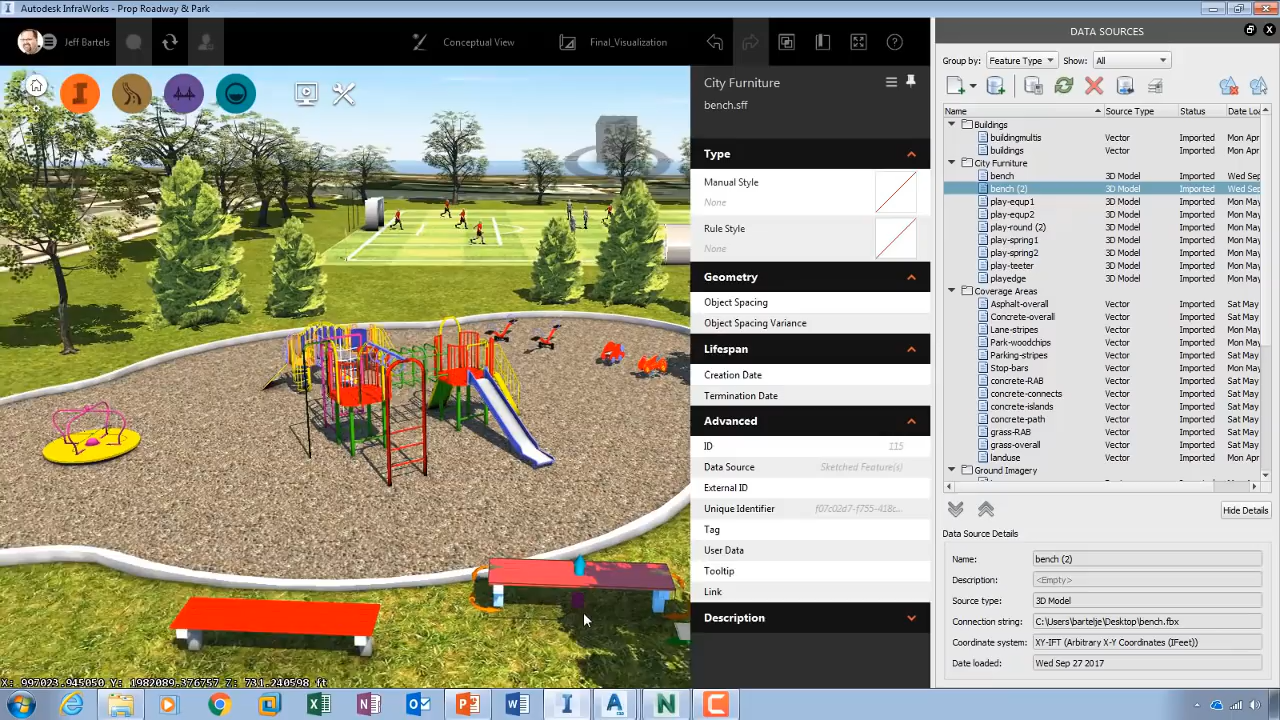 Autodesk InfraWorks - Prop Roadway & Park
Jeff Bartels
Conceptual View
Final_Visualization
City Furniture
bench.sff
Type
Manual Style
None
Rule Style
None
Geometry
Object Spacing
Object Spacing Variance
Lifespan
Creation Date
Termination Date
Advanced
ID 115
Data Source Sketched Feature(s)
External ID
Unique Identifier f07c02d7-f755-418c...
Tag
User Data
Tooltip
Link
Description
DATA SOURCES
Group by: Feature Type Show: All
Name Source Type Status Date Loa
Buildings
buildingmultis Vector Imported Mon Apr
buildings Vector Imported Mon Apr
City Furniture
bench 3D Model Imported Wed Sep
bench (2) 3D Model Imported Wed Sep
play-equp1 3D Model Imported Mon May
play-equp2 3D Model Imported Mon May
play-round (2) 3D Model Imported Mon May
play-spring1 3D Model Imported Mon May
play-spring2 3D Model Imported Mon May
play-teeter 3D Model Imported Mon May
playedge 3D Model Imported Mon May
Coverage Areas
Asphalt-overall Vector Imported Sat May
Concrete-overall Vector Imported Sat May
Lane-stripes Vector Imported Mon May
Park-woodchips Vector Imported Mon May
Parking-stripes Vector Imported Sat May
Stop-bars Vector Imported Mon May
concrete-RAB Vector Imported Sat May
concrete-connects Vector Imported Sat May
concrete-islands Vector Imported Sat May
concrete-path Vector Imported Sat May
grass-RAB Vector Imported Sat May
grass-overall Vector Imported Sat May
landuse Vector Imported Sat May
Ground Imagery
Hide Details
Data Source Details
Name: bench (2)
Description: <Empty>
Source type: 3D Model
Connection string: C:\Users\bartelje\Desktop\bench.fbx
Coordinate system: XY-IFT (Arbitrary X-Y Coordinates (IFeet))
Date loaded: Wed Sep 27 2017
X: 997023.945050 Y: 1982089.376757 Z: 731.240598 ft